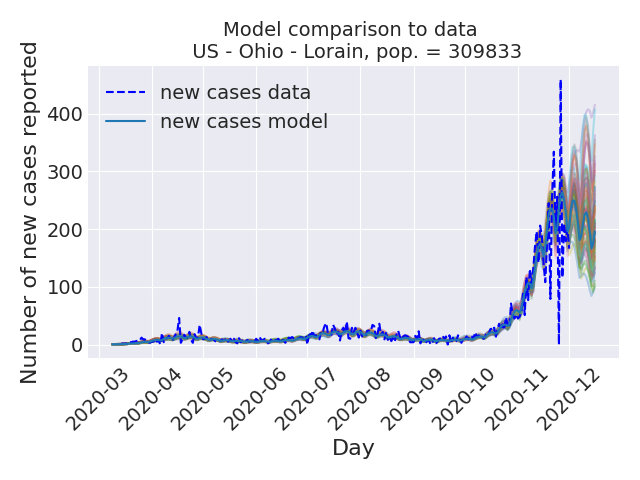 Model comparison to data
US - Ohio - Lorain, pop. = 309833
Number of new cases reported
400
300
200
100
0
new cases data
new cases model
2020-03
2020-04
2020-05
2020-06
2020-07
2020-08
2020-09
2020-10
2020-11
2020-12
Day